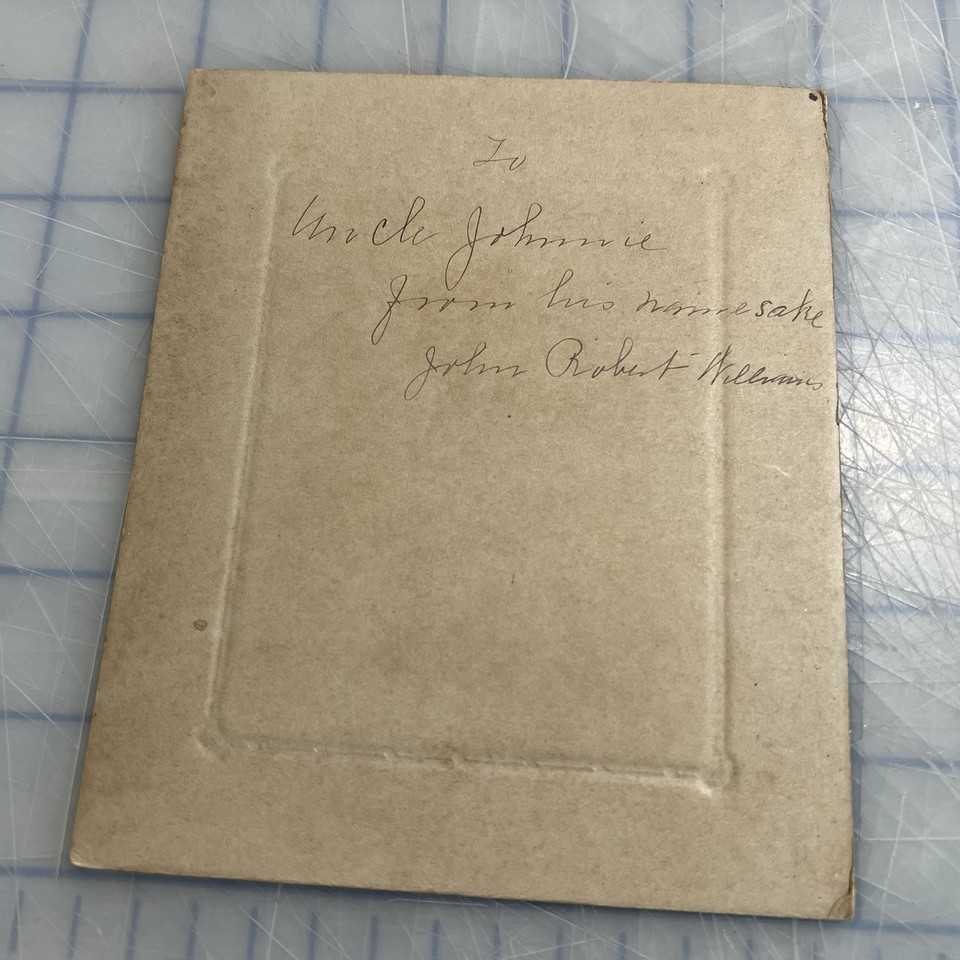 To
Uncle Johnnie
from his namesake
John Robert Williams